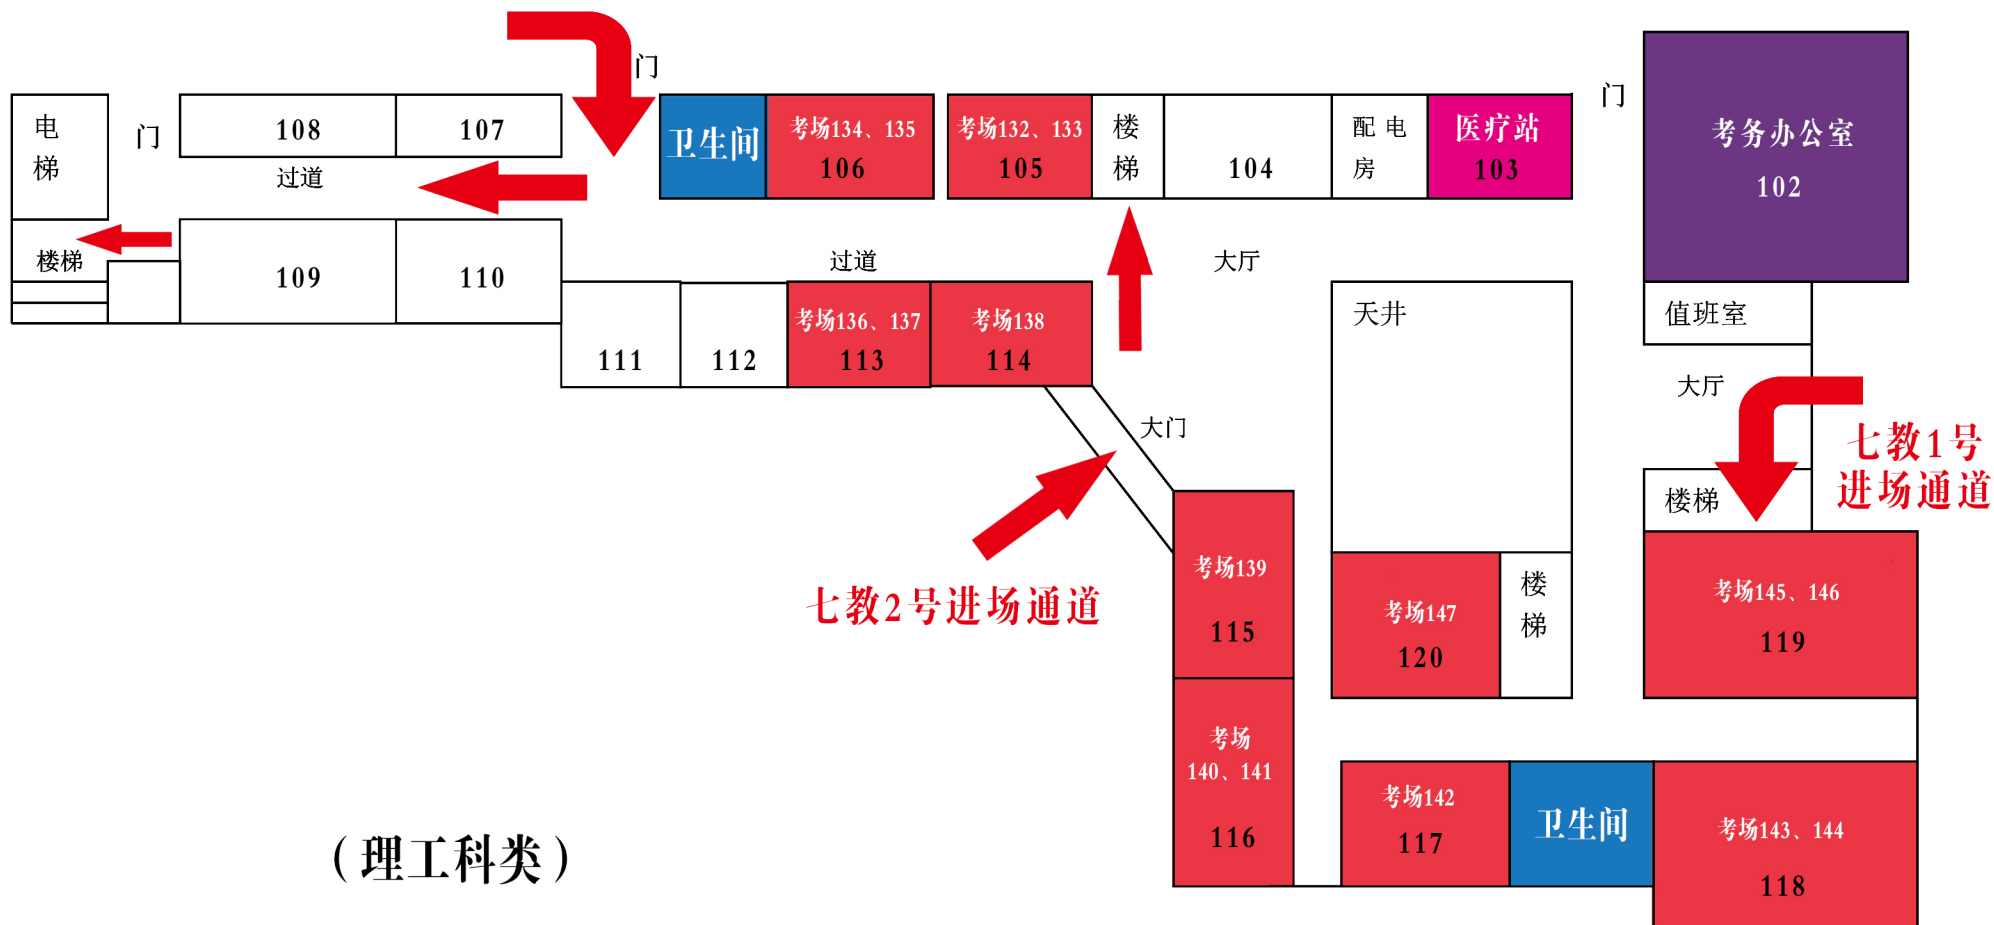 门
电
梯
门
108
107
过道
楼梯
109
110
卫生间
考场134、135
106
考场132、133
105
楼
梯
104
配 电
房
医疗站
103
门
考务办公室
102
过道
大厅
111
112
考场136、137
113
考场138
114
天井
值班室
大厅
七教1号
进场通道
大门
楼梯
七教2号进场通道
考场139
115
考场147
120
楼
梯
考场145、146
119
考场
140、141
116
考场142
117
卫生间
考场143、144
118
（理工科类）